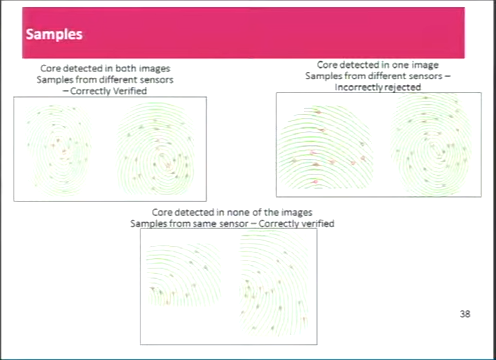 Samples
Core detected in both images
Samples from different sensors
– Correctly Verified
Core detected in one image
Samples from different sensors –
Incorrectly rejected
Core detected in none of the images
Samples from same sensor – Correctly verified
38